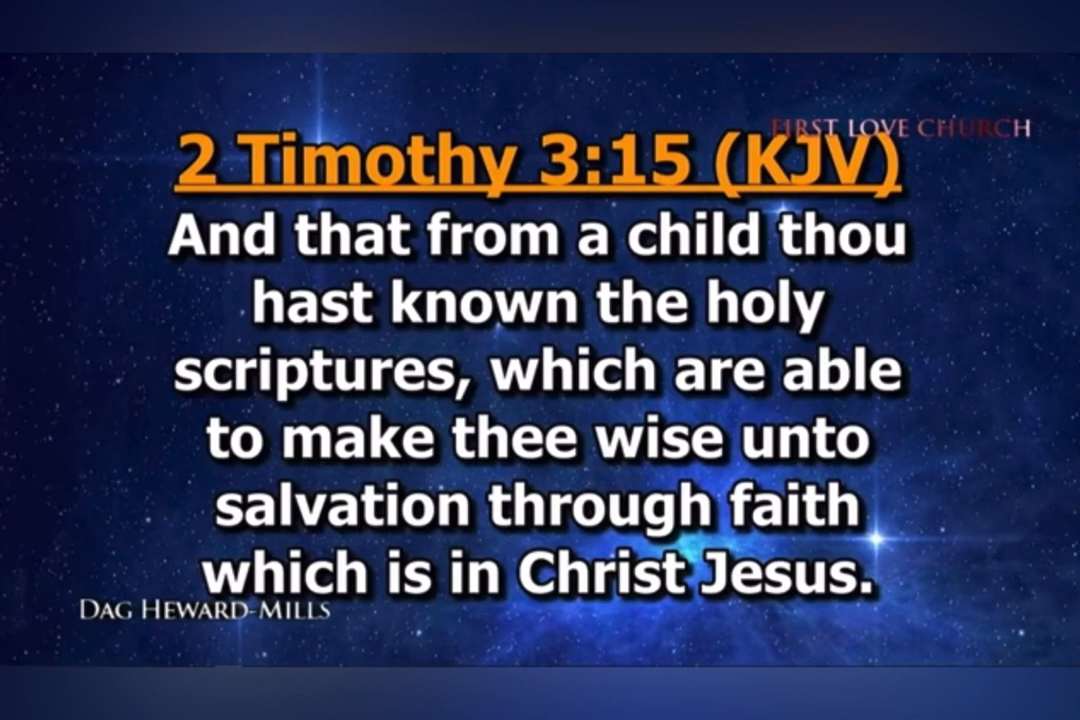 FIRST LOVE CHURCH
2 Timothy 3:15 (KJV)
And that from a child thou
hast known the holy
scriptures, which are able
to make thee wise unto
salvation through faith
which is in Christ Jesus.
DAG HEWARD-MILLS